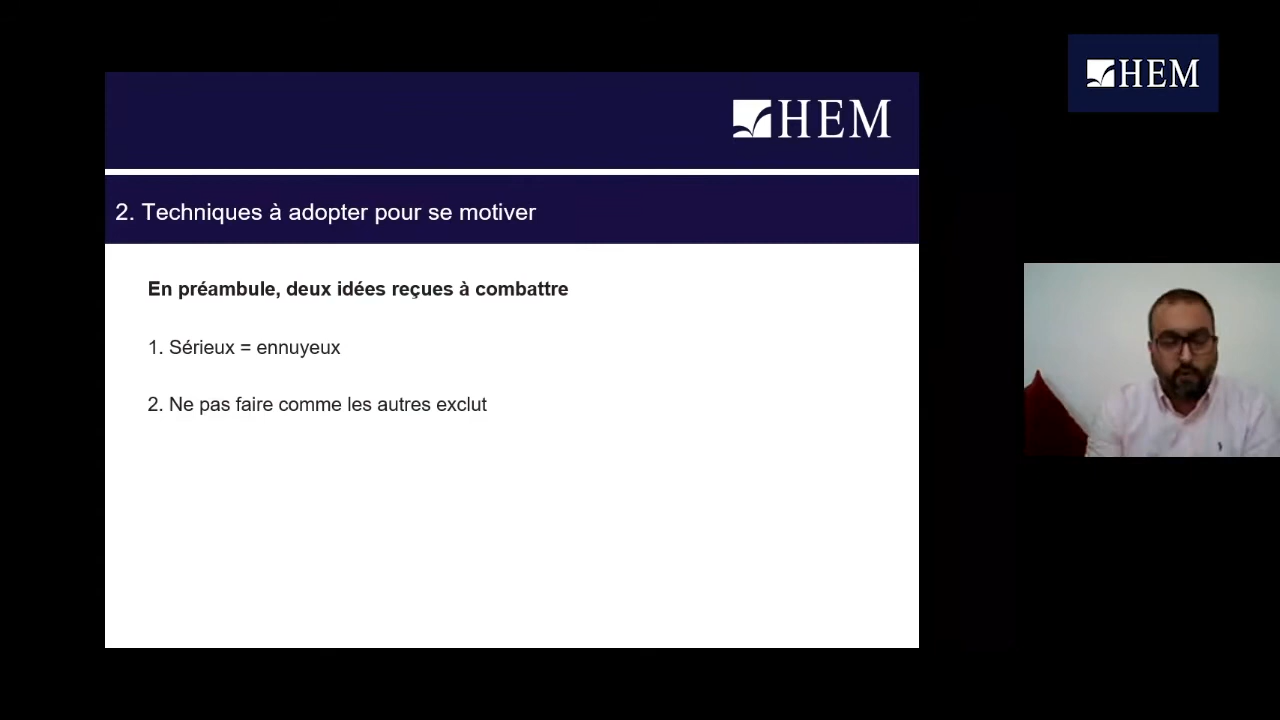 HEM
HEM
2. Techniques à adopter pour se motiver
En préambule, deux idées reçues à combattre
1. Sérieux = ennuyeux
2. Ne pas faire comme les autres exclut